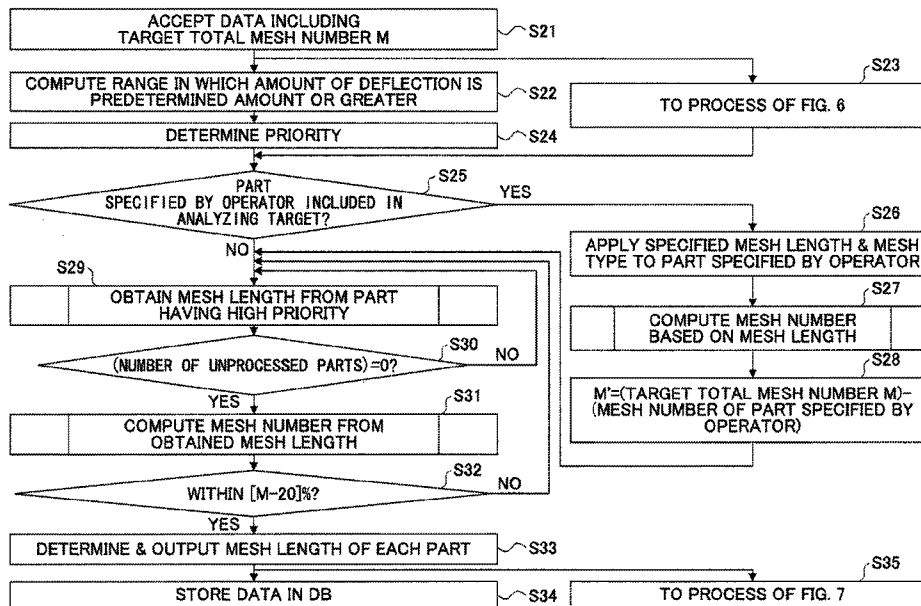 ACCEPT DATA INCLUDING
TARGET TOTAL MESH NUMBER M
S21
COMPUTE RANGE IN WHICH AMOUNT OF DEFLECTION IS
PREDETERMINED AMOUNT OR GREATER
S22
S23
TO PROCESS OF FIG. 6
DETERMINE PRIORITY
S24
PART
SPECIFIED BY OPERATOR INCLUDED IN
ANALYZING TARGET?
S25
YES
NO
S26
APPLY SPECIFIED MESH LENGTH & MESH
TYPE TO PART SPECIFIED BY OPERATOR
S27
COMPUTE MESH NUMBER
BASED ON MESH LENGTH
S28
M'=(TARGET TOTAL MESH NUMBER M)-
(MESH NUMBER OF PART SPECIFIED BY
OPERATOR)
S29
OBTAIN MESH LENGTH FROM PART
HAVING HIGH PRIORITY
S30
(NUMBER OF UNPROCESSED PARTS)=0?
NO
YES
S31
COMPUTE MESH NUMBER FROM
OBTAINED MESH LENGTH
S32
WITHIN [M-20]%?
NO
YES
DETERMINE & OUTPUT MESH LENGTH OF EACH PART
S33
STORE DATA IN DB
S34
S35
TO PROCESS OF FIG. 7